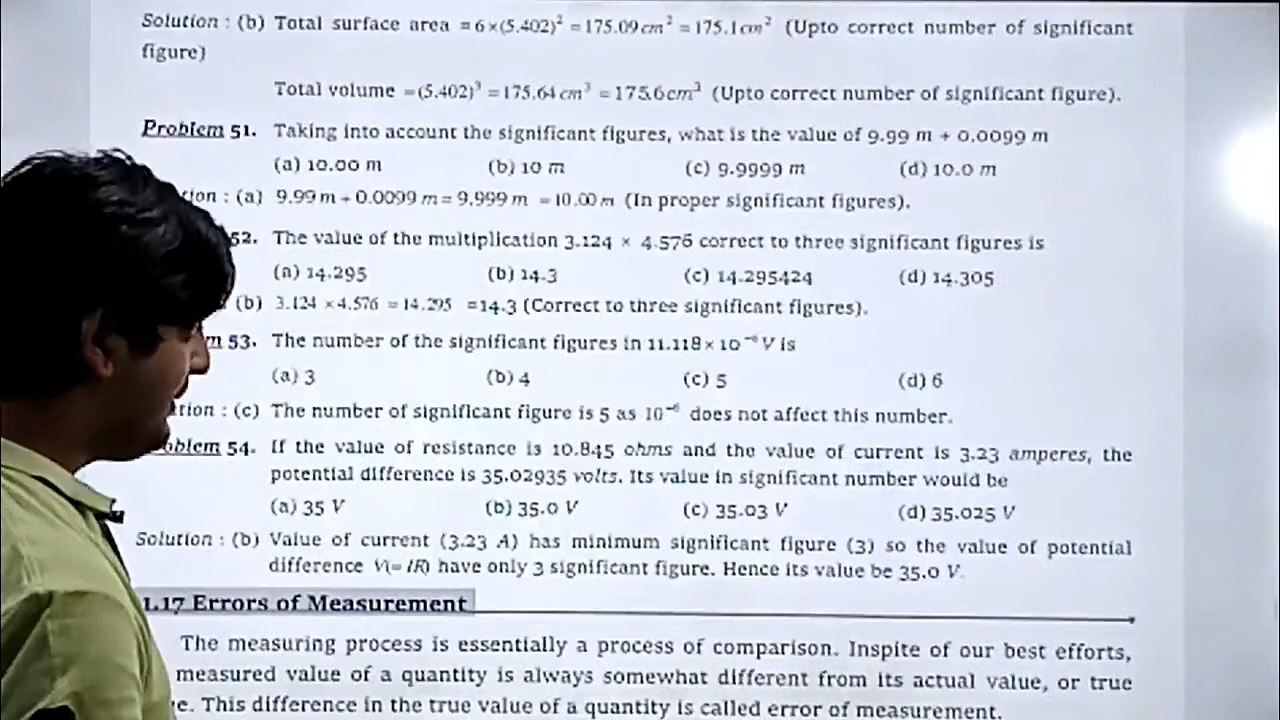 Solution : (b) Total surface area = 6×(5.402)² = 175.09 cm² = 175.1 cm² (Upto correct number of significant
figure)
Total volume = (5.402)³ = 175.64 cm³ = 175.6 cm³ (Upto correct number of significant figure).
Problem 51. Taking into account the significant figures, what is the value of 9.99 m + 0.0099 m
(a) 10.00 m (b) 10 m (c) 9.9999 m (d) 10.0 m
tion : (a) 9.99 m + 0.0099 m = 9.999 m = 10.00 m (In proper significant figures).
52. The value of the multiplication 3.124 × 4.576 correct to three significant figures is
(a) 14.295 (b) 14.3 (c) 14.295424 (d) 14.305
(b) 3.124 × 4.576 = 14.295 = 14.3 (Correct to three significant figures).
m 53. The number of the significant figures in 11.118 × 10⁻⁶ V is
(a) 3 (b) 4 (c) 5 (d) 6
tion : (c) The number of significant figure is 5 as 10⁻⁶ does not affect this number.
oblem 54. If the value of resistance is 10.845 ohms and the value of current is 3.23 amperes, the
potential difference is 35.02935 volts. Its value in significant number would be
(a) 35 V (b) 35.0 V (c) 35.03 V (d) 35.025 V
Solution : (b) Value of current (3.23 A) has minimum significant figure (3) so the value of potential
difference V(= IR) have only 3 significant figure. Hence its value be 35.0 V.
1.17 Errors of Measurement
The measuring process is essentially a process of comparison. Inspite of our best efforts,
measured value of a quantity is always somewhat different from its actual value, or true
e. This difference in the true value of a quantity is called error of measurement.